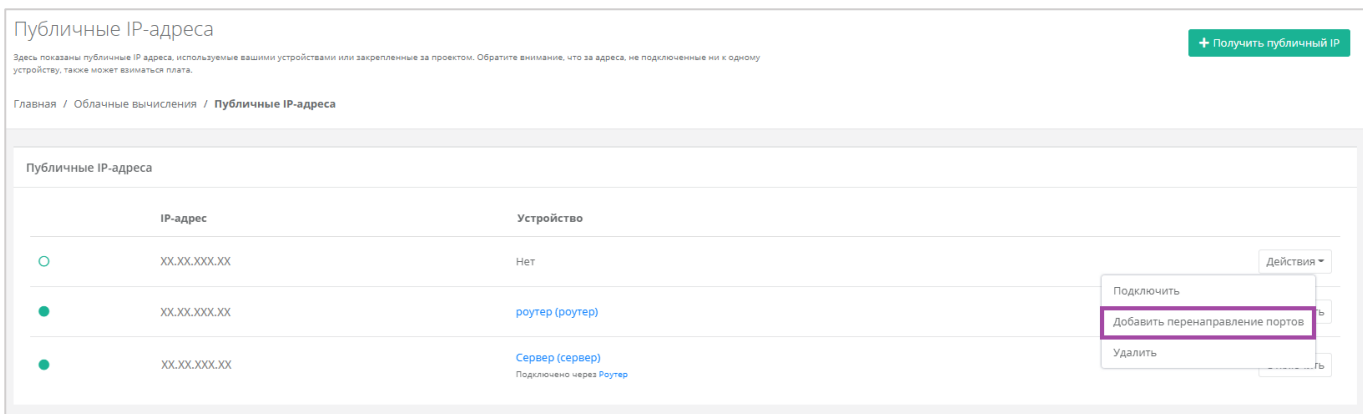 Публичные IP-адреса
+ Получить публичный IP
Здесь показаны публичные IP адреса, используемые вашими устройствами или закрепленные за проектом. Обратите внимание, что за адреса, не подключенные ни к одному
устройству, также может взиматься плата.
Главная / Облачные вычисления / Публичные IP-адреса
Публичные IP-адреса
IP-адрес Устройство
XX.XX.XXX.XX Нет Действия
Подключить
XX.XX.XXX.XX роутер (роутер)
Добавить перенаправление портов
Удалить
XX.XX.XXX.XX Сервер (сервер)
Подключено через Роутер